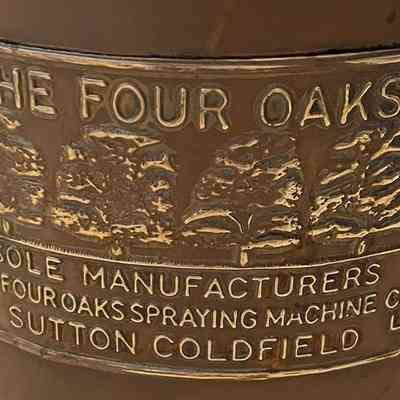 HE FOUR OAKS
SOLE MANUFACTURERS
FOUR OAKS SPRAYING MACHINE C
SUTTON COLDFIELD L